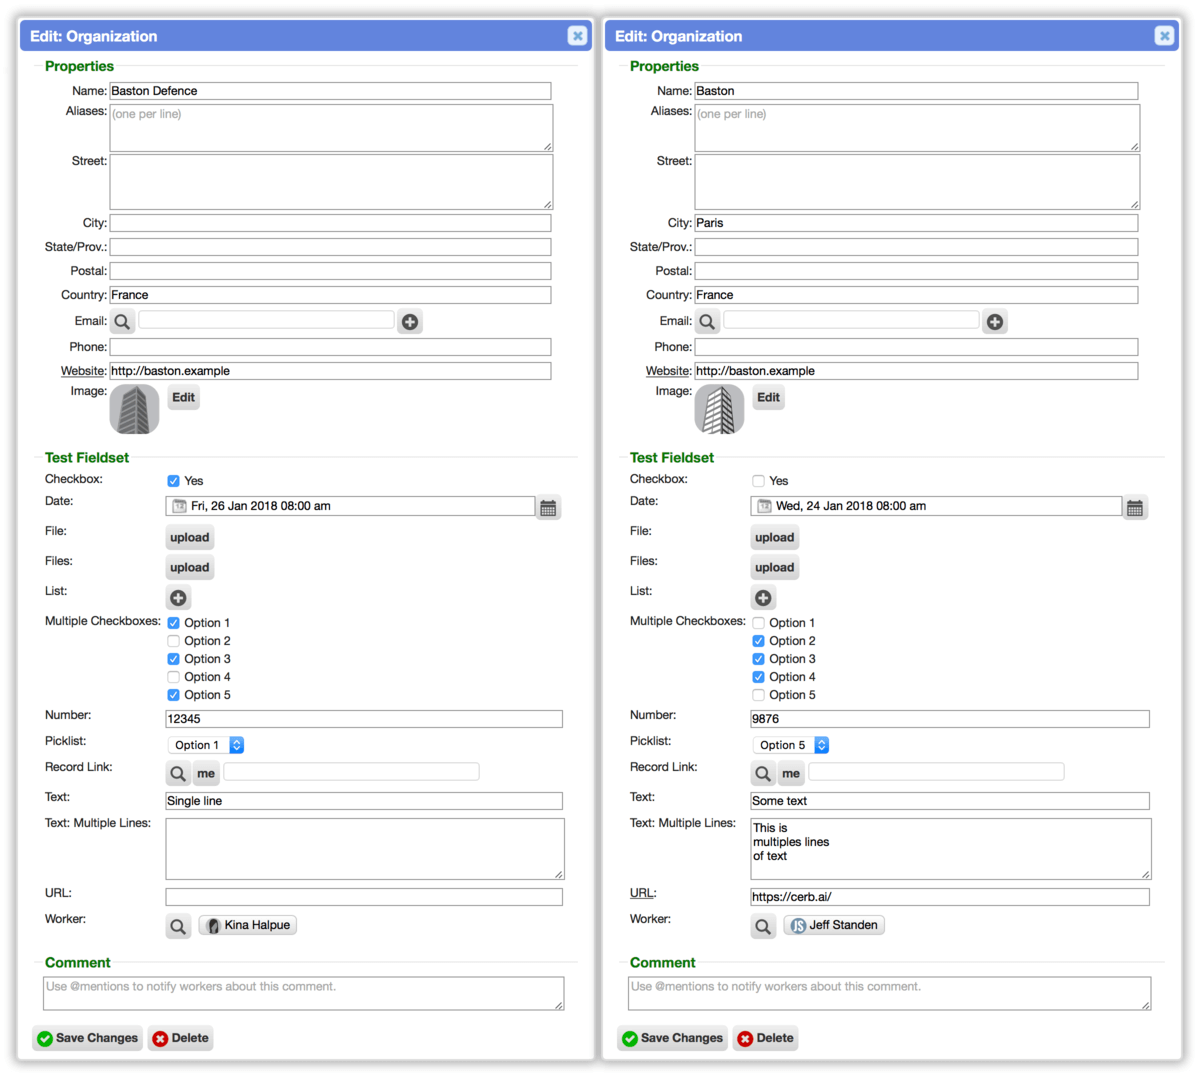 Edit: Organization
Properties
Name: Baston Defence
Aliases: (one per line)
Street:
City:
State/Prov.:
Postal:
Country: France
Email:
Phone:
Website: http://baston.example
Image: Edit
Test Fieldset
Checkbox: Yes
Date: Fri, 26 Jan 2018 08:00 am
File: upload
Files: upload
List:
Multiple Checkboxes: Option 1
Option 2
Option 3
Option 4
Option 5
Number: 12345
Picklist: Option 1
Record Link: me
Text: Single line
Text: Multiple Lines:
URL:
Worker: Kina Halpue
Comment
Use @mentions to notify workers about this comment.
Save Changes Delete
Edit: Organization
Properties
Name: Baston
Aliases: (one per line)
Street:
City: Paris
State/Prov.:
Postal:
Country: France
Email:
Phone:
Website: http://baston.example
Image: Edit
Test Fieldset
Checkbox: Yes
Date: Wed, 24 Jan 2018 08:00 am
File: upload
Files: upload
List:
Multiple Checkboxes: Option 1
Option 2
Option 3
Option 4
Option 5
Number: 9876
Picklist: Option 5
Record Link: me
Text: Some text
Text: Multiple Lines: This is
multiples lines
of text
URL: https://cerb.ai/
Worker: JS Jeff Standen
Comment
Use @mentions to notify workers about this comment.
Save Changes Delete